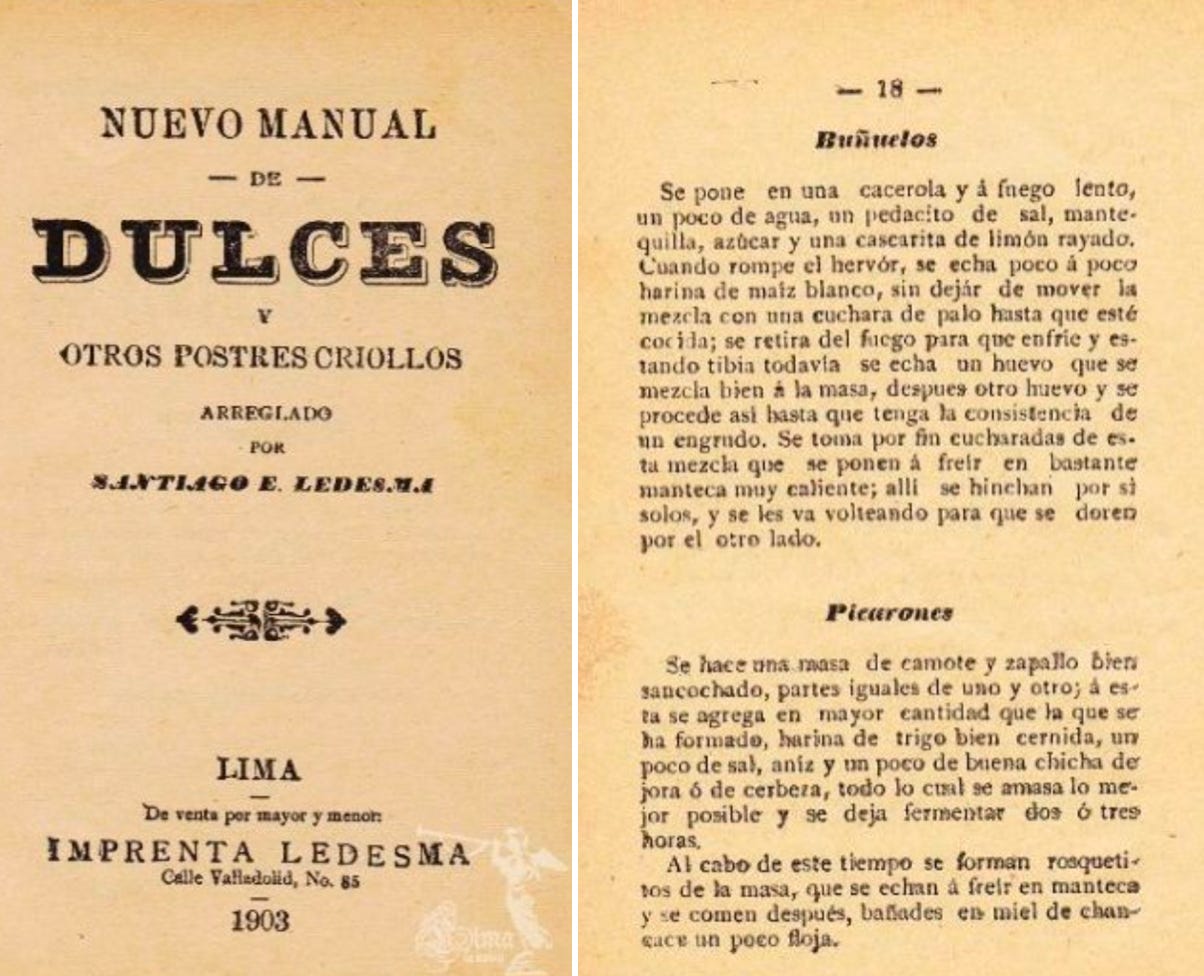 NUEVO MANUAL
— DE —
DULCES
Y
OTROS POSTRES CRIOLLOS
ARREGLADO
POR
SANTIAGO E. LEDESMA
LIMA
De venta por mayor y menor:
IMPRENTA LEDESMA
Calle Valladolid, No. 85
1903
— 18 —
Buñuelos
Se pone en una cacerola y á fuego lento,
un poco de agua, un pedacito de sal, mante-
quilla, azúcar y una cascarita de limón rayado.
Cuando rompe el hervór, se echa poco á poco
harina de maíz blanco, sin dejár de mover la
mezcla con una cuchara de palo hasta que esté
cocida; se retira del fuego para que enfríe y es-
tando tibia todavía se echa un huevo que se
mezcla bien á la masa, despues otro huevo y se
procede así hasta que tenga la consistencia de
un engrudo. Se toma por fin cucharadas de es-
ta mezcla que se ponen á freír en bastante
manteca muy caliente; allí se hinchan por sí
solos, y se les va volteando para que se doren
por el otro lado.
Picarones
Se hace una masa de camote y zapallo bien
sancochado, partes iguales de uno y otro; á es-
ta se agrega en mayor cantidad que la que se
ha formado, harina de trigo bien cernida, un
poco de sal, aníz y un poco de buena chicha de
jora ó de cerbeza, todo lo cual se amasa lo me-
jor posible y se deja fermentar dos ó tres
horas.
Al cabo de este tiempo se forman rosqueti-
tos de la masa, que se echan á freír en manteca
y se comen después, bañades en miel de chan-
cace un poco floja.